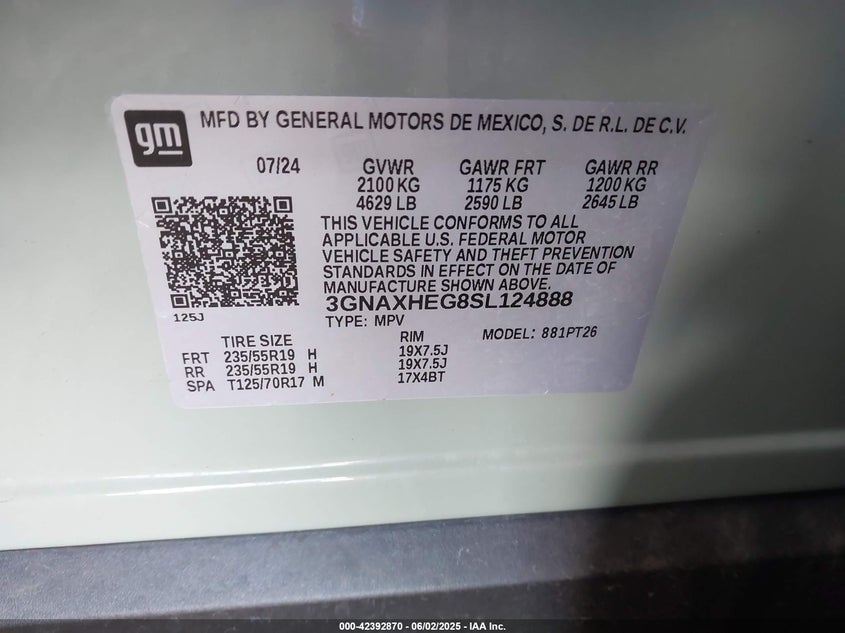 gm
MFD BY GENERAL MOTORS DE MEXICO, S. DE R.L. DE C.V.
07/24 GVWR GAWR FRT GAWR RR
2100 KG 1175 KG 1200 KG
4629 LB 2590 LB 2645 LB
THIS VEHICLE CONFORMS TO ALL
APPLICABLE U.S. FEDERAL MOTOR
VEHICLE SAFETY AND THEFT PREVENTION
STANDARDS IN EFFECT ON THE DATE OF
MANUFACTURE SHOWN ABOVE.
3GNAXHEG8SL124888
125J
TYPE: MPV
MODEL: 881PT26
TIRE SIZE RIM
FRT 235/55R19 H 19X7.5J
RR 235/55R19 H 19X7.5J
SPA T125/70R17 M 17X4BT
000-42392870 - 06/02/2025 - IAA Inc.